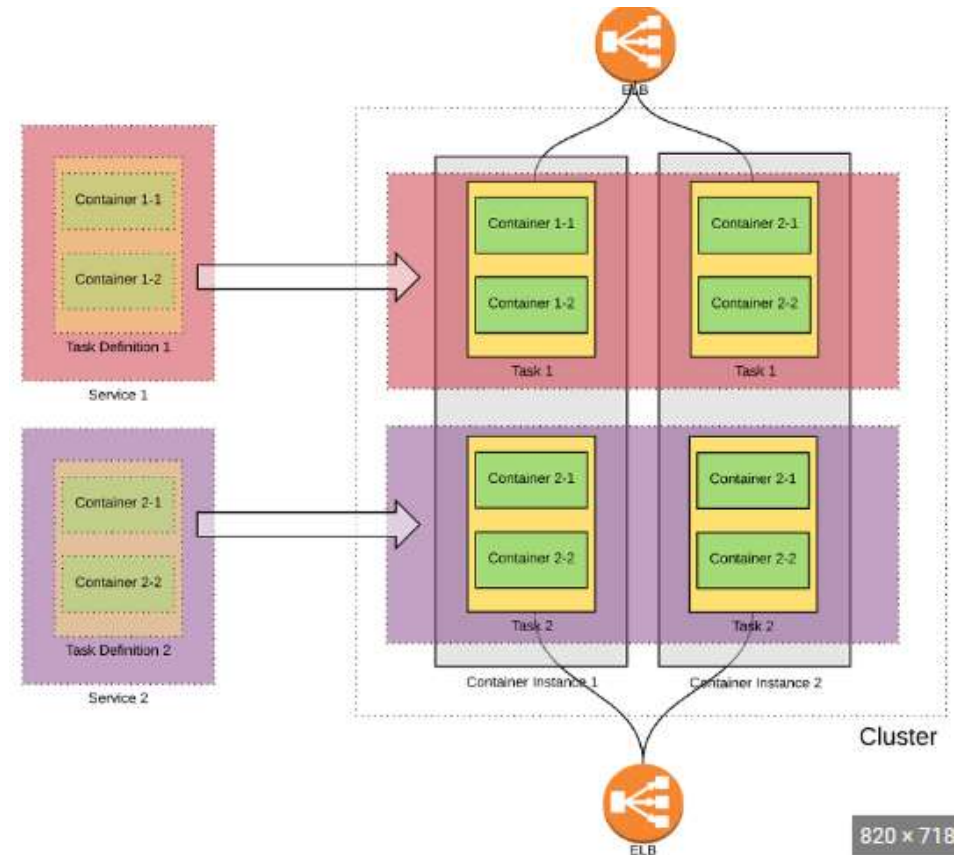 ELB
Container 1-1
Container 1-2
Task Definition 1
Service 1
Container 1-1
Container 1-2
Task 1
Container 2-1
Container 2-2
Task 1
Container 2-1
Container 2-2
Task Definition 2
Service 2
Container 2-1
Container 2-2
Task 2
Container 2-1
Container 2-2
Task 2
Container Instance 1
Container Instance 2
Cluster
ELB
820 × 718